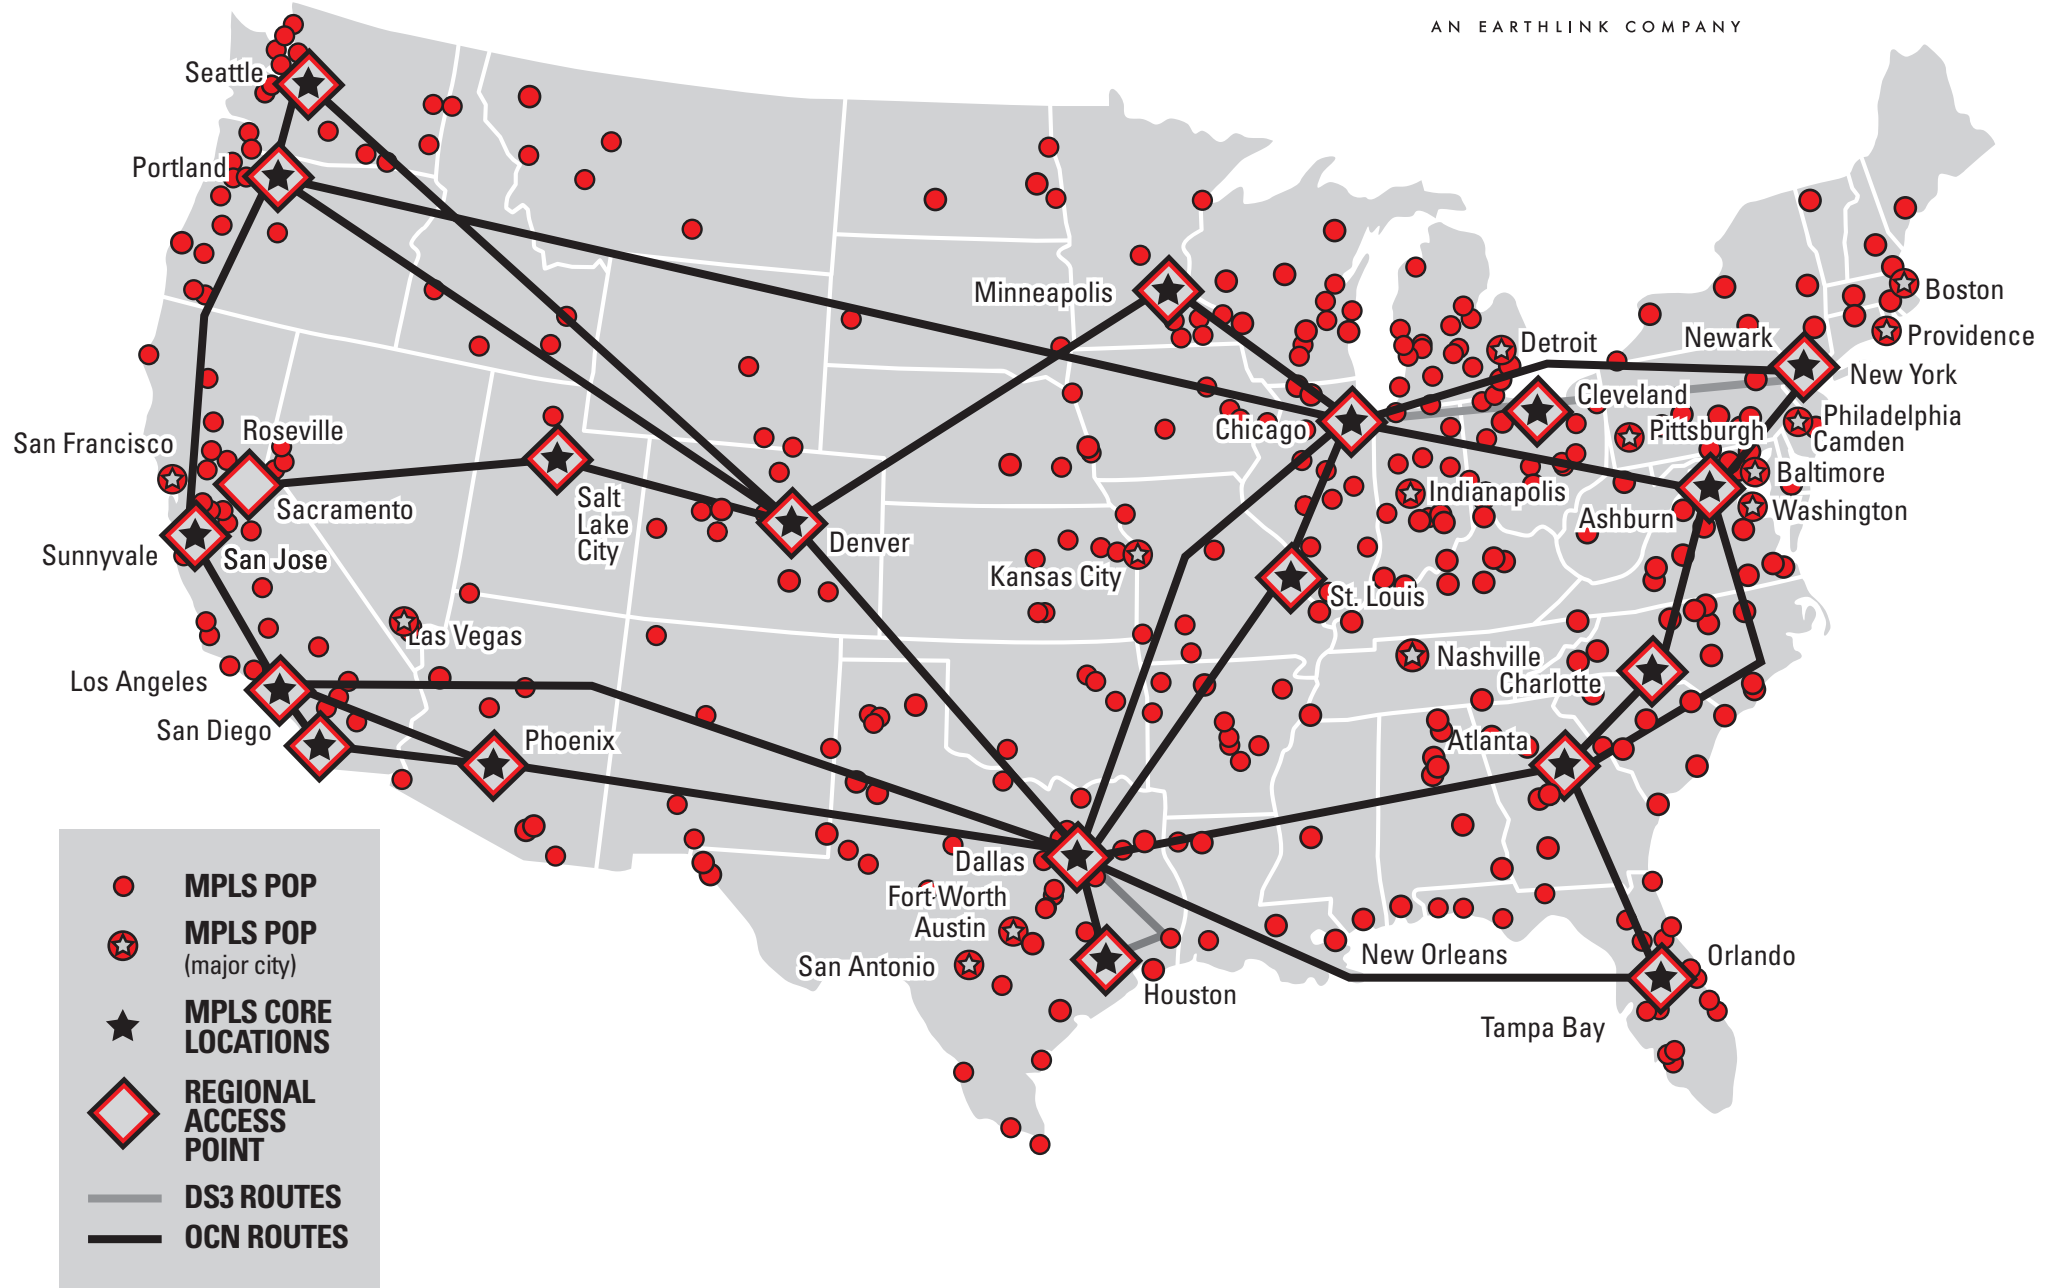 AN EARTHLINK COMPANY
Seattle
Portland
Minneapolis
Boston
Providence
Detroit
Newark
New York
Cleveland
Philadelphia
Camden
Pittsburgh
Chicago
Roseville
San Francisco
Baltimore
Indianapolis
Washington
Ashburn
Sacramento
Salt
Lake
City
Denver
Sunnyvale
San Jose
Kansas City
St. Louis
Las Vegas
Nashville
Charlotte
Los Angeles
San Diego
Phoenix
Atlanta
Dallas
Fort Worth
Austin
San Antonio
Houston
New Orleans
Orlando
Tampa Bay
MPLS POP
MPLS POP
(major city)
MPLS CORE
LOCATIONS
REGIONAL
ACCESS
POINT
DS3 ROUTES
OCN ROUTES